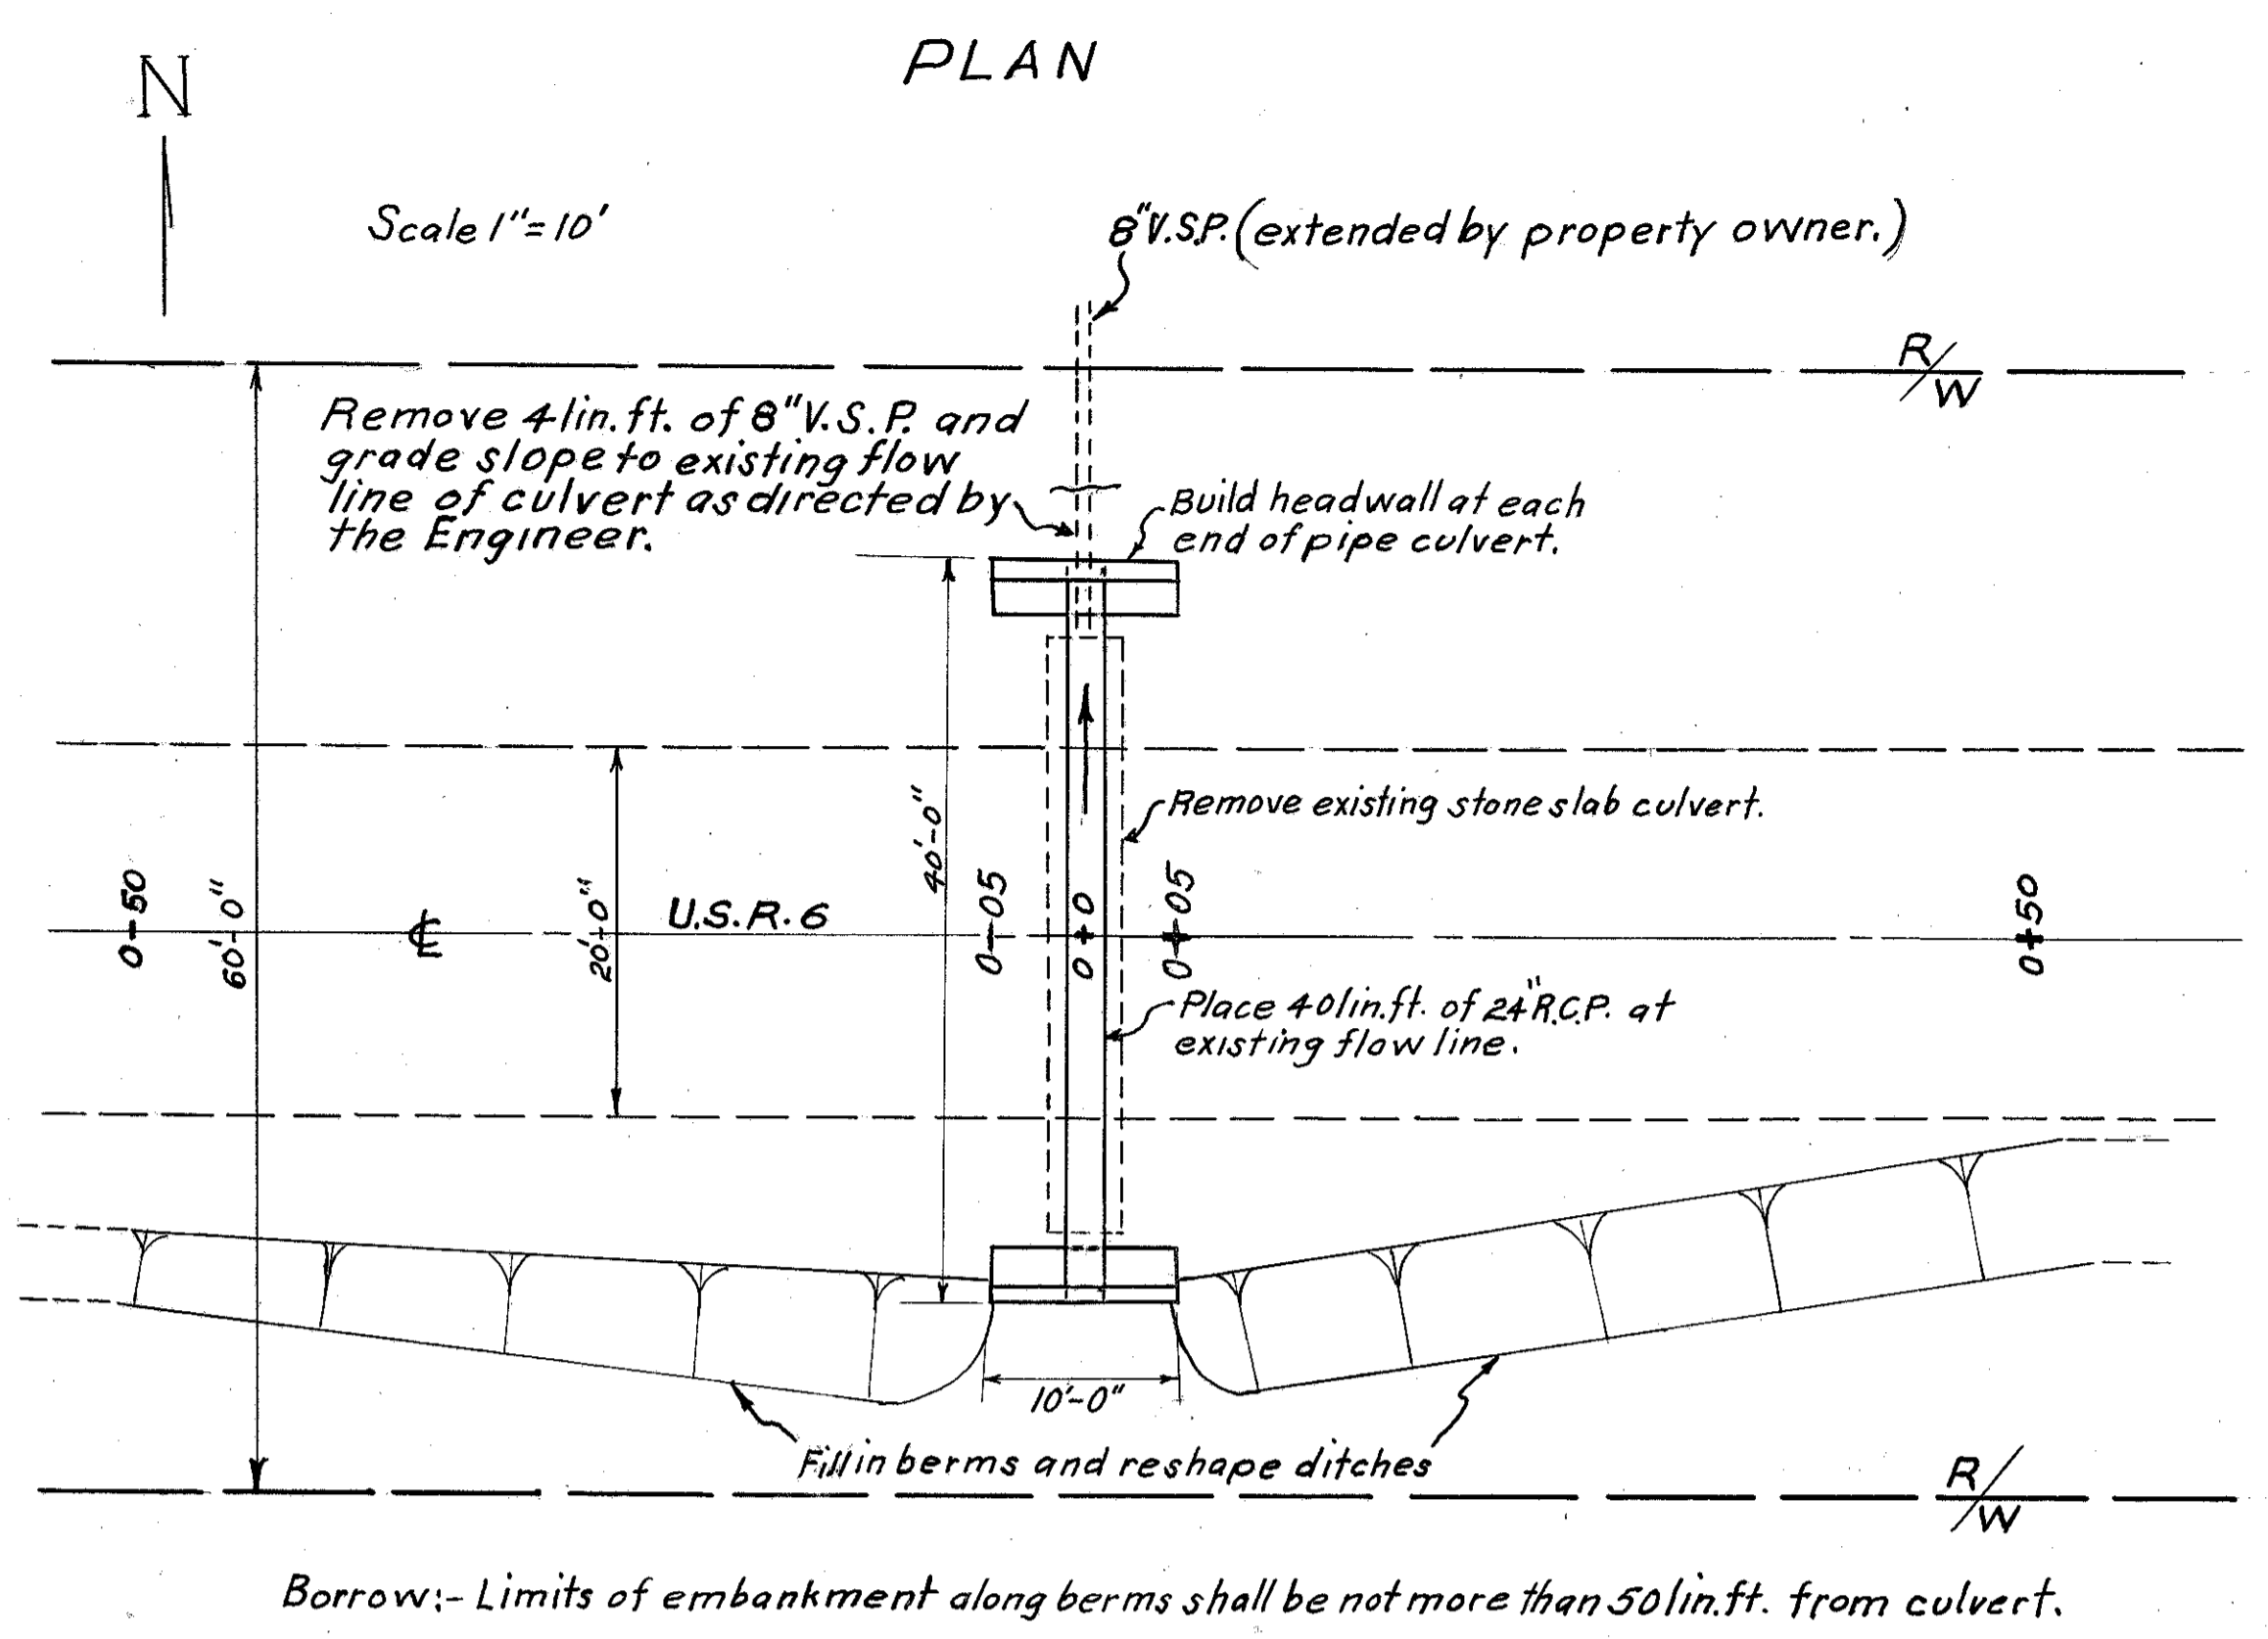 PLAN
N
Scale 1"=10'
8"V.S.P. (extended by property owner.)
R/W
Remove 4 lin. ft. of 8" V.S.P. and
grade slope to existing flow
line of culvert as directed by
the Engineer.
Build headwall at each
end of pipe culvert.
40'-0"
Remove existing stone slab culvert.
0-50
60'-0"
℄
20'-0"
U.S.R. 6
0-05
0+0
0+05
0+50
Place 40 lin. ft. of 24" R.C.P. at
existing flow line.
10'-0"
Fill in berms and reshape ditches
R/W
Borrow:- Limits of embankment along berms shall be not more than 50 lin. ft. from culvert.